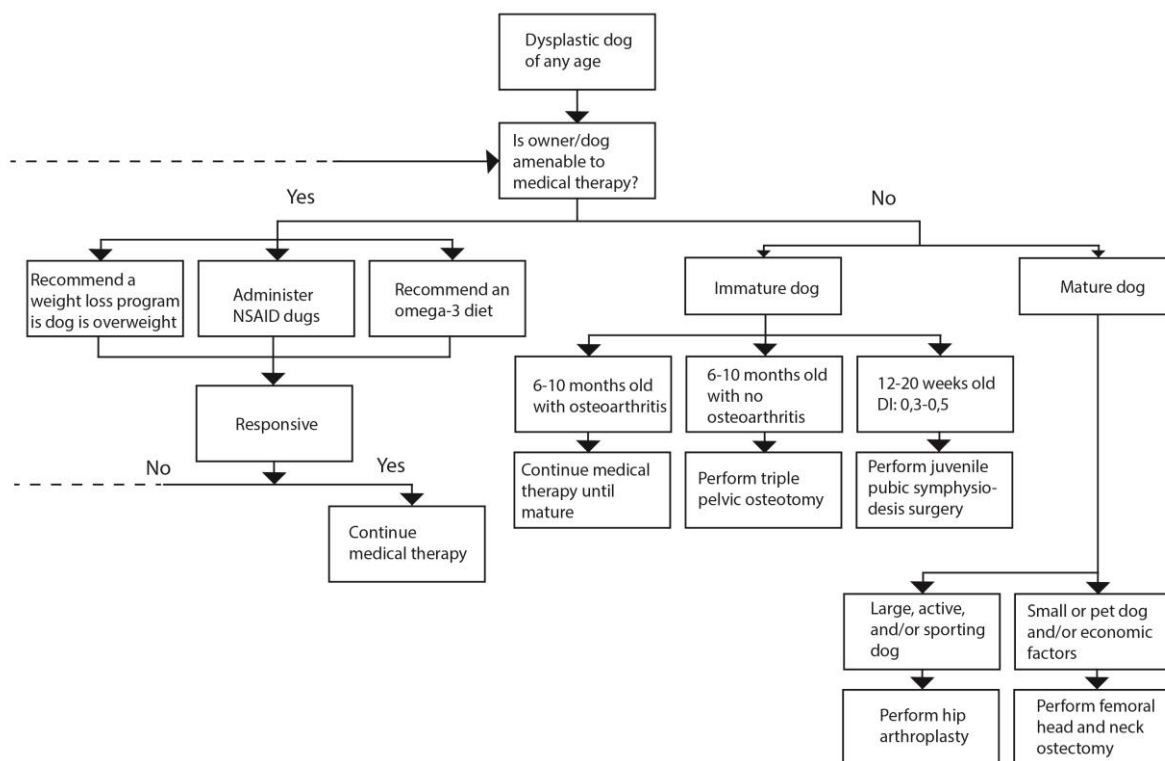 Dysplastic dog
of any age
Is owner/dog
amenable to
medical therapy?
Yes
No
Recommend a
weight loss program
is dog is overweight
Administer
NSAID dugs
Recommend an
omega-3 diet
Immature dog
Mature dog
6-10 months old
with osteoarthritis
6-10 months old
with no
osteoarthritis
12-20 weeks old
DI: 0,3-0,5
Responsive
No
Yes
Continue medical
therapy until
mature
Perform triple
pelvic osteotomy
Perform juvenile
pubic symphysio-
desis surgery
Continue
medical therapy
Large, active,
and/or sporting
dog
Small or pet dog
and/or economic
factors
Perform hip
arthroplasty
Perform femoral
head and neck
ostectomy